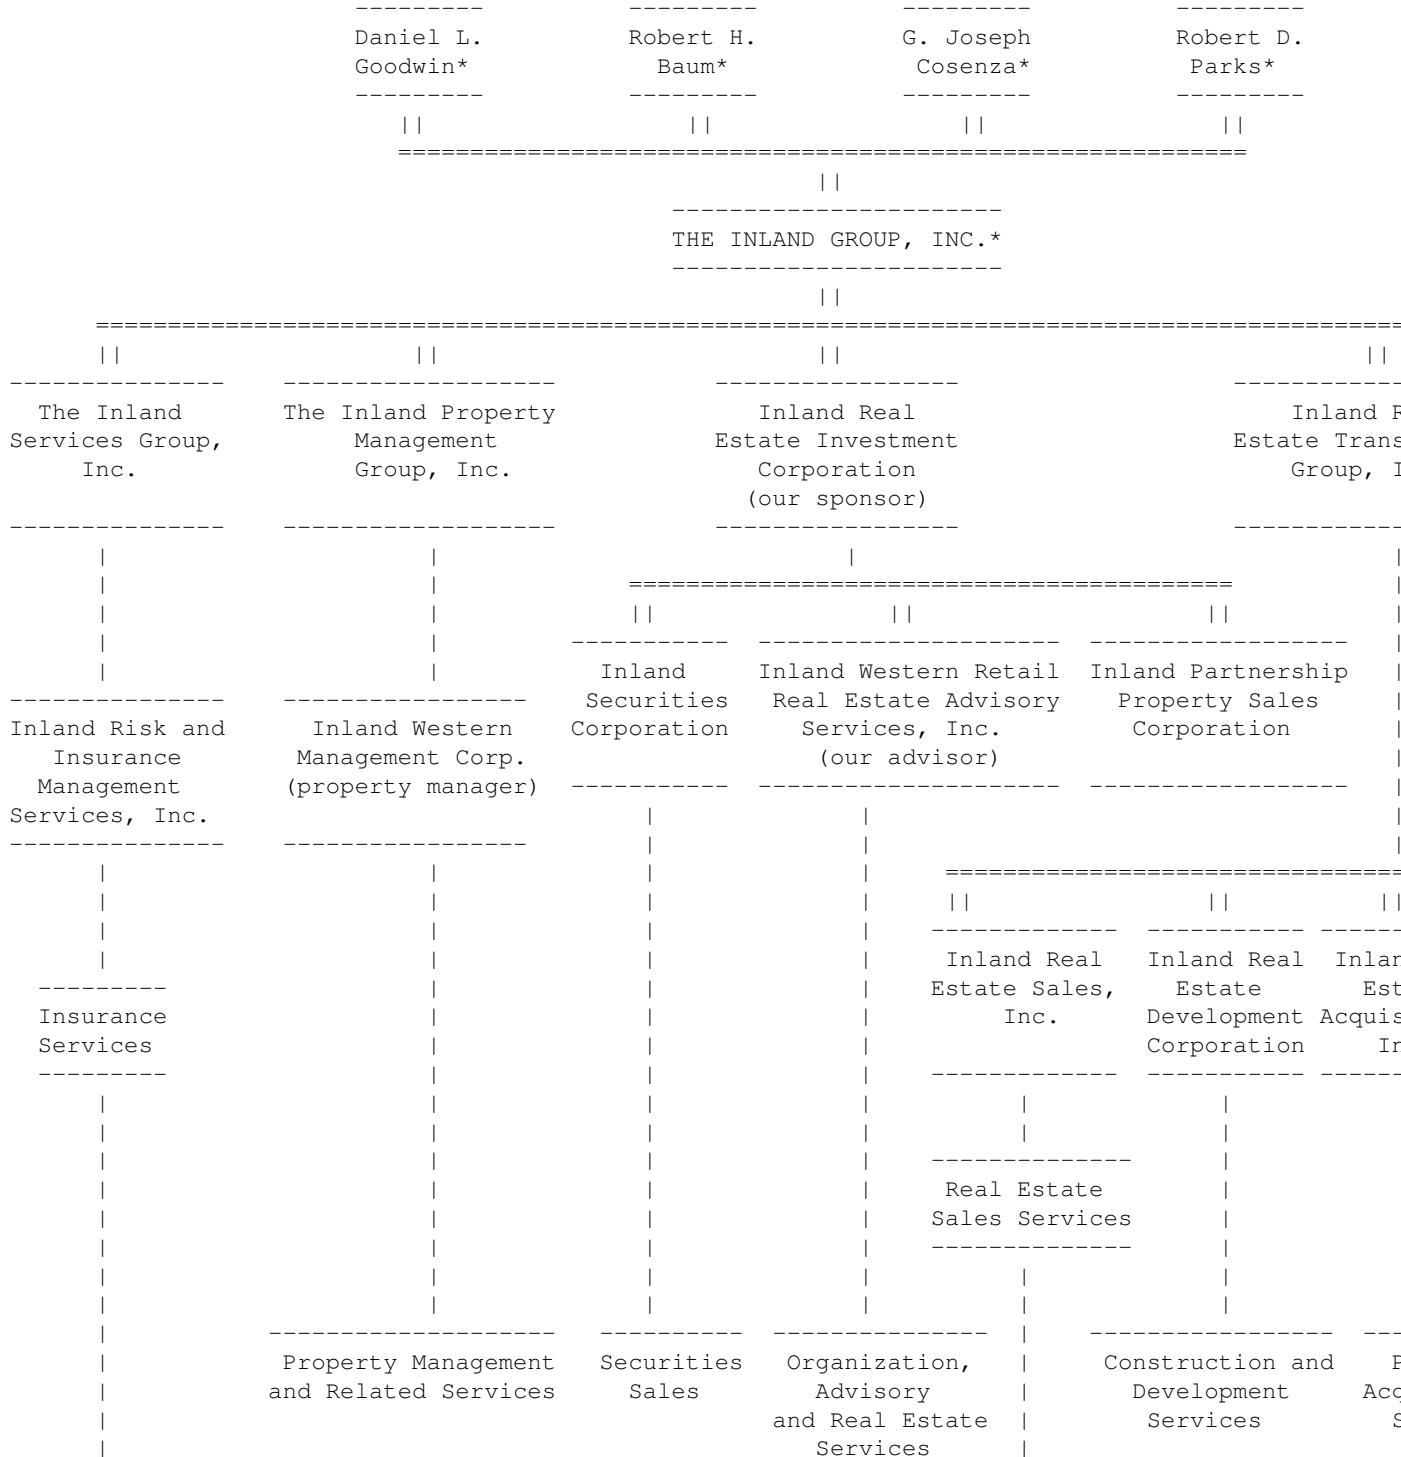 Daniel L. Robert H. G. Joseph Robert D.
Goodwin* Baum* Cosenza* Parks*
THE INLAND GROUP, INC.*
The Inland The Inland Property Inland Real Inland
Services Group, Management Estate Investment Estate
Inc. Group, Inc. Corporation Group,
(our sponsor)
Inland Inland Western Retail Inland Partnership
Securities Real Estate Advisory Property Sales
Inland Risk and Inland Western Corporation Services, Inc. Corporation
Insurance Management Corp. (our advisor)
Management (property manager)
Services, Inc.
Inland Real Inland Real
Insurance Estate Sales, Estate
Services Inc. Development
Corporation
Real Estate
Sales Services
Property Management Securities Organization, Construction and
and Related Services Sales Advisory Development
and Real Estate Services
Services